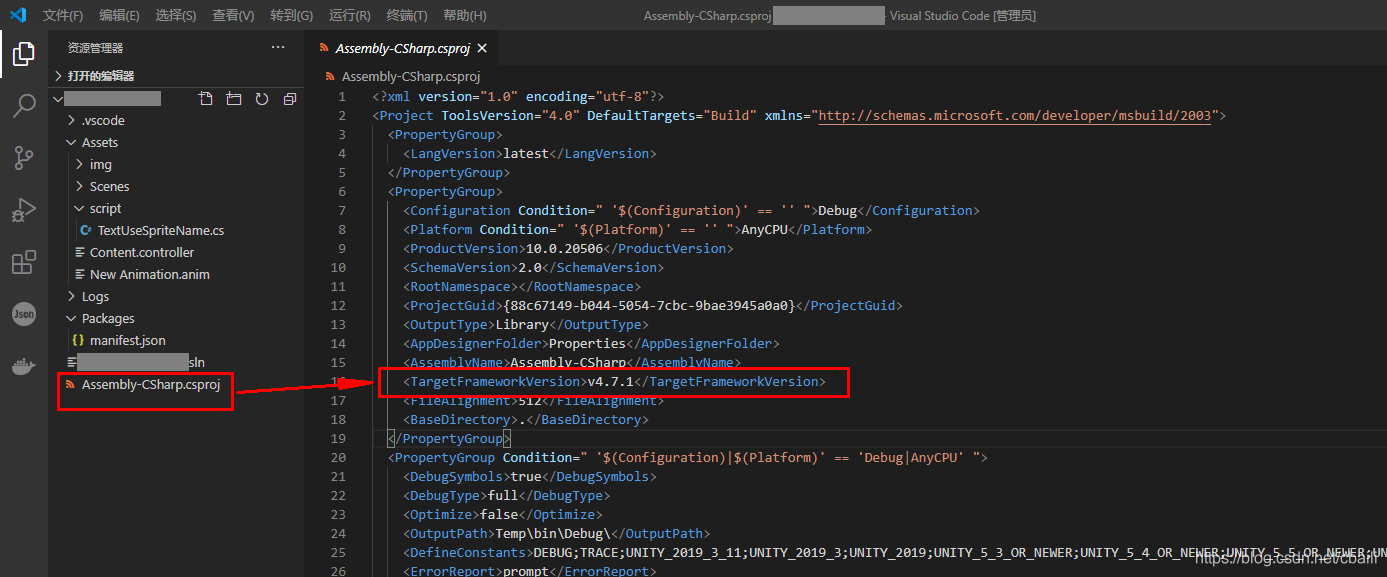 文件(F) 编辑(E) 选择(S) 查看(V) 转到(G) 运行(R) 终端(T) 帮助(H) Assembly-CSharp.csproj - Visual Studio Code [管理员]
资源管理器
打开的编辑器
.vscode
Assets
img
Scenes
script
TextUseSpriteName.cs
Content.controller
New Animation.anim
Logs
Packages
manifest.json
sln
Assembly-CSharp.csproj
Json
Assembly-CSharp.csproj
Assembly-CSharp.csproj
1 <?xml version="1.0" encoding="utf-8"?>
2 <Project ToolsVersion="4.0" DefaultTargets="Build" xmlns="http://schemas.microsoft.com/developer/msbuild/2003">
3 <PropertyGroup>
4 <LangVersion>latest</LangVersion>
5 </PropertyGroup>
6 <PropertyGroup>
7 <Configuration Condition=" '$(Configuration)' == '' ">Debug</Configuration>
8 <Platform Condition=" '$(Platform)' == '' ">AnyCPU</Platform>
9 <ProductVersion>10.0.20506</ProductVersion>
10 <SchemaVersion>2.0</SchemaVersion>
11 <RootNamespace></RootNamespace>
12 <ProjectGuid>{88c67149-b044-5054-7cbc-9bae3945a0a0}</ProjectGuid>
13 <OutputType>Library</OutputType>
14 <AppDesignerFolder>Properties</AppDesignerFolder>
15 <AssemblyName>Assembly-CSharp</AssemblyName>
16 <TargetFrameworkVersion>v4.7.1</TargetFrameworkVersion>
17 <FileAlignment>512</FileAlignment>
18 <BaseDirectory>.</BaseDirectory>
19 </PropertyGroup>
20 <PropertyGroup Condition=" '$(Configuration)|$(Platform)' == 'Debug|AnyCPU' ">
21 <DebugSymbols>true</DebugSymbols>
22 <DebugType>full</DebugType>
23 <Optimize>false</Optimize>
24 <OutputPath>Temp\bin\Debug\</OutputPath>
25 <DefineConstants>DEBUG;TRACE;UNITY_2019_3_11;UNITY_2019_3;UNITY_2019;UNITY_5_3_OR_NEWER;UNITY_5_4_OR_NEWER;UNITY_5_5_OR_NEWER;UN
26 <ErrorReport>prompt</ErrorReport>